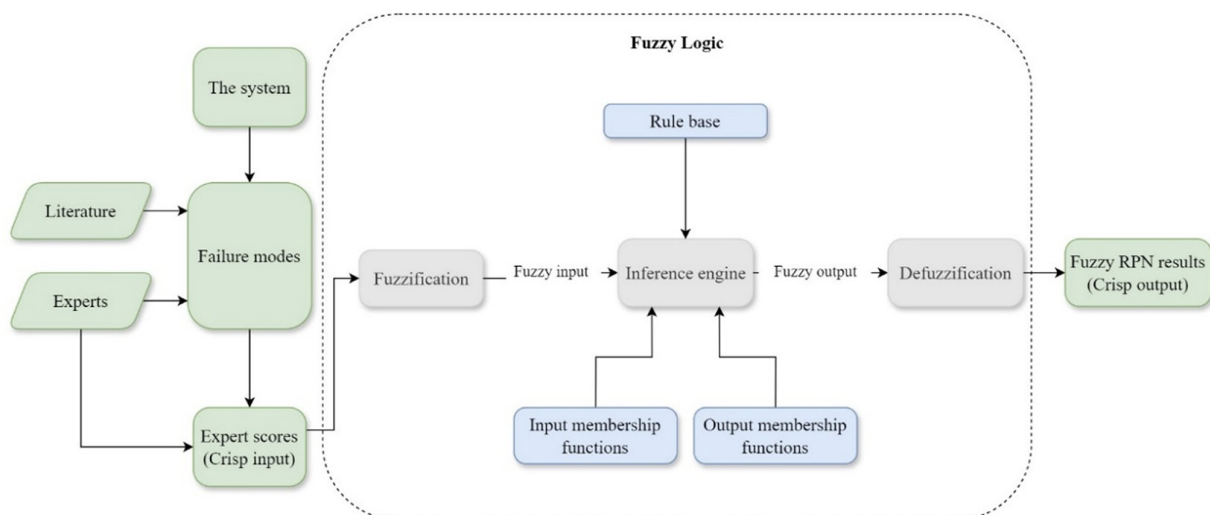 Fuzzy Logic
The system
Rule base
Literature
Failure modes
Experts
Fuzzification
Fuzzy input
Inference engine
Fuzzy output
Defuzzification
Fuzzy RPN results
(Crisp output)
Expert scores
(Crisp input)
Input membership
functions
Output membership
functions